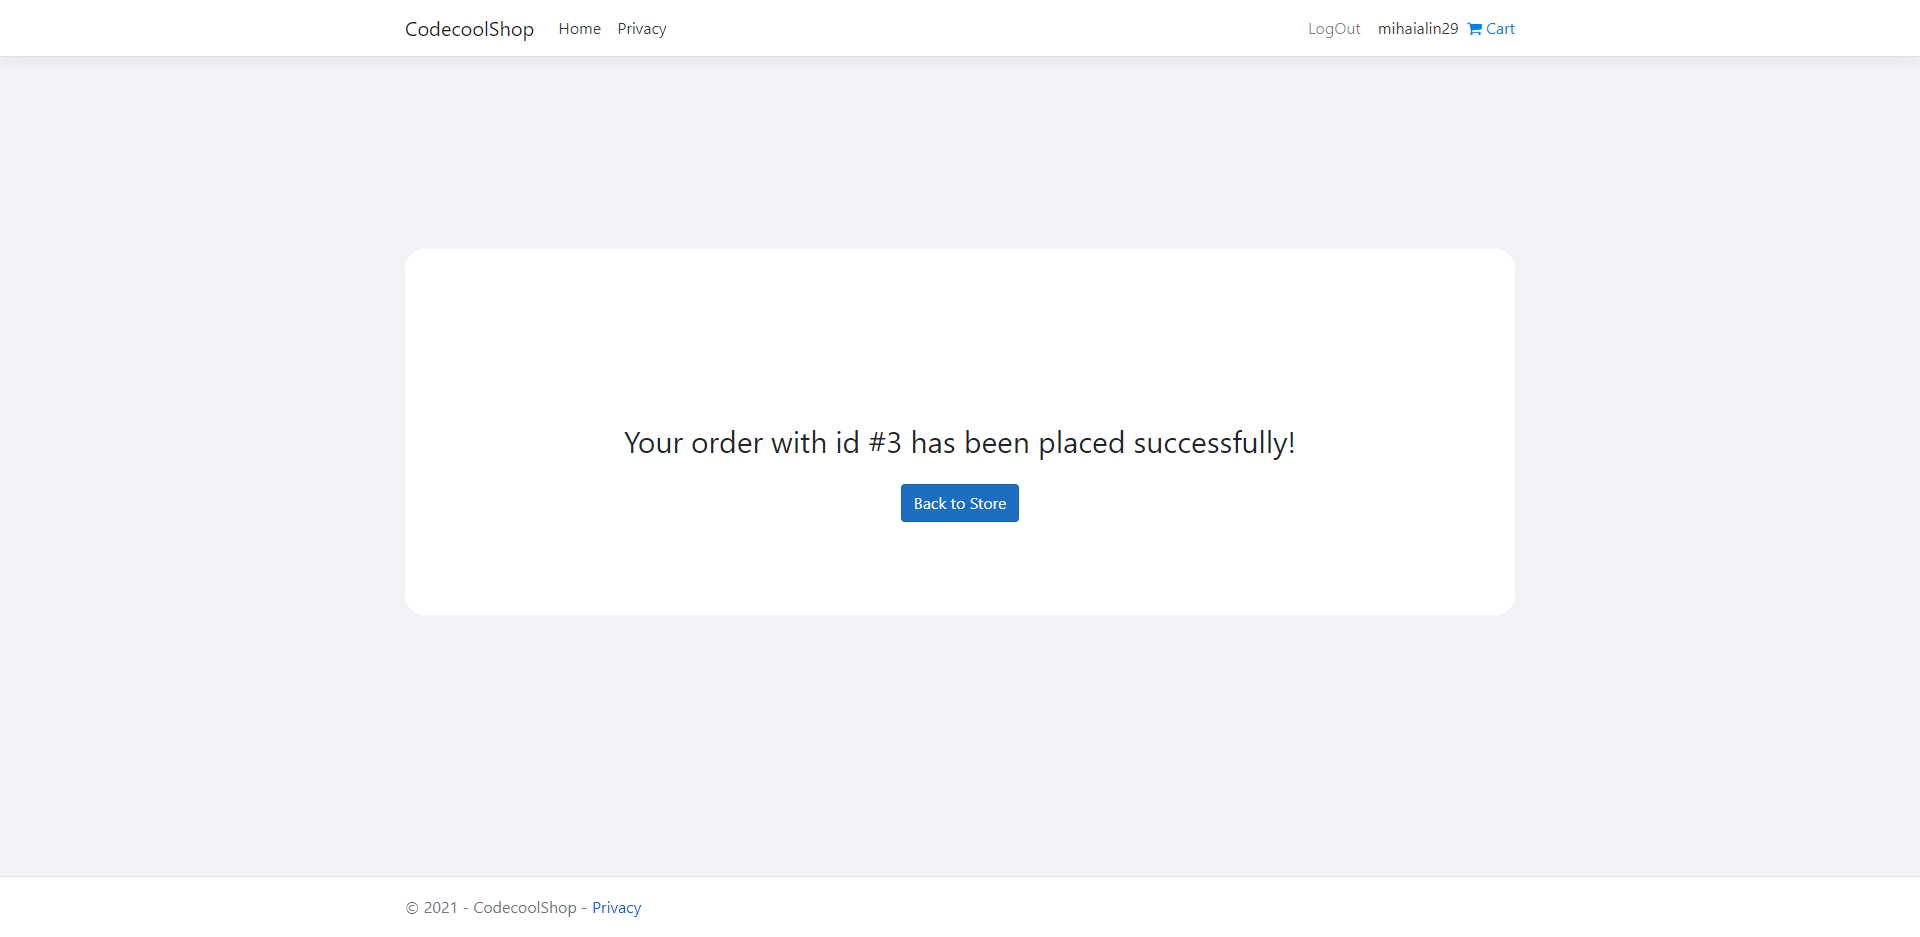 CodecoolShop Home Privacy LogOut mihaialin29 Cart
Your order with id #3 has been placed successfully!
Back to Store
© 2021 - CodecoolShop - Privacy